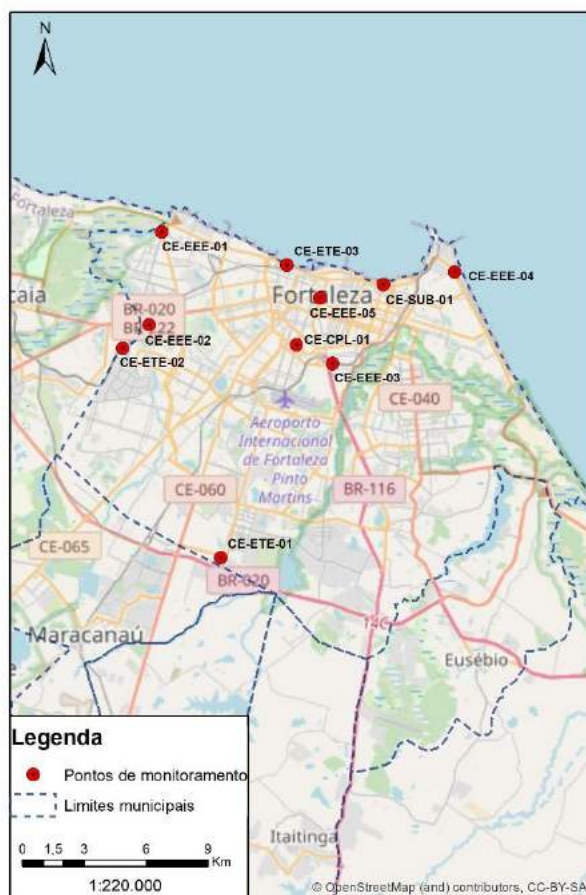 N
Fortaleza
CE-EEE-01
CE-ETE-03
CE-EEE-04
caia
BR-020
Fortaleza
CE-SUB-01
CE-EEE-05
CE-EEE-02
CE-CPL-01
CE-ETE-02
CE-EEE-03
CE-040
Aeroporto
Internacional
de Fortaleza
Pinto
Martins
CE-060
BR-116
CE-065
CE-ETE-01
BR-020
Maracanaú
Eusébio
Legenda
Pontos de monitoramento
Limites municipais
0 1,5 3 6 9
Km
1:220.000
Itaitinga
© OpenStreetMap (and) contributors, CC-BY-SA